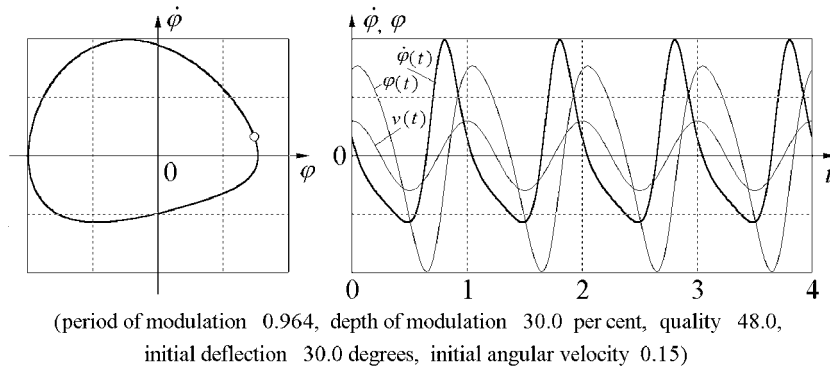 φ̇
φ̇, φ
φ̇(t)
φ(t)
v(t)
0
φ
0
t
0
1
2
3
4
(period of modulation 0.964, depth of modulation 30.0 per cent, quality 48.0,
initial deflection 30.0 degrees, initial angular velocity 0.15)